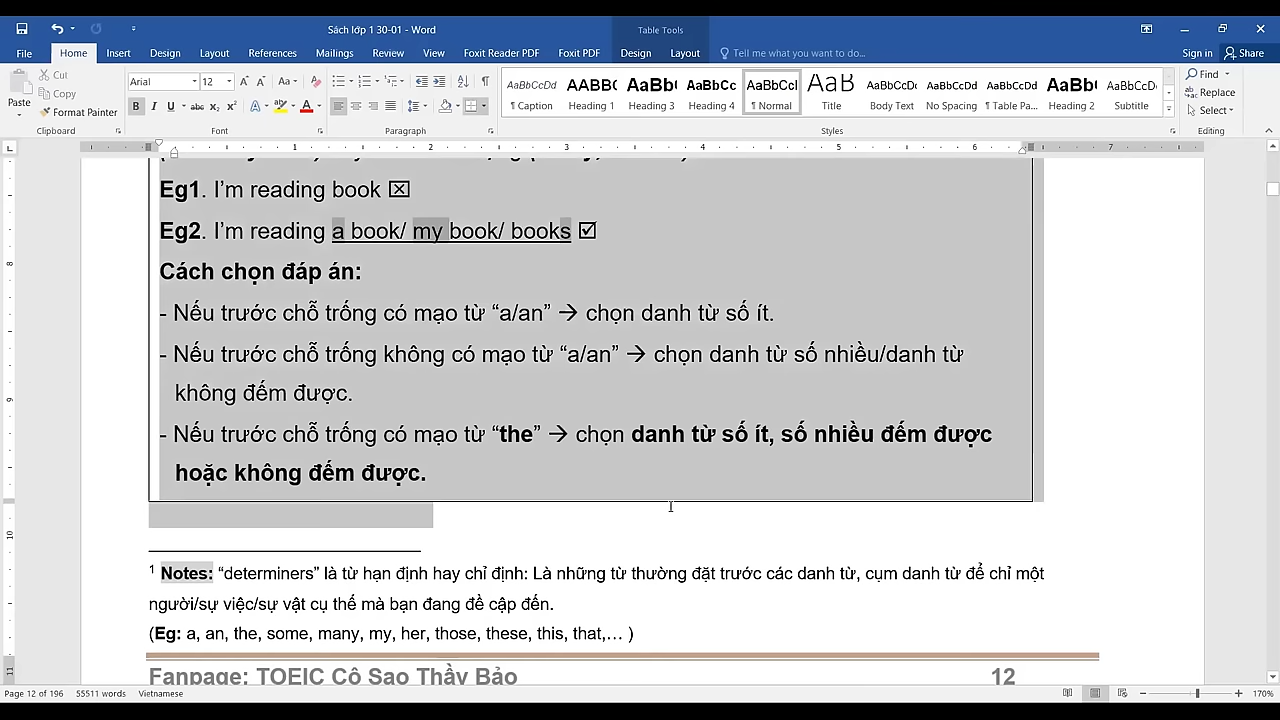 Sách lớp 1 30-01 - Word
Table Tools
File Home Insert Design Layout References Mailings Review View Foxit Reader PDF Foxit PDF Design Layout Tell me what you want to do... Sign in Share
Paste Cut Copy Format Painter
Arial 12
AaBbCcDd AABBC AaBbC AaBbCc AaBbCcI AaB AaBbCcDd AaBbCcDd AaBbCcDd AaBbC AaBbCcD
¶ Caption Heading 1 Heading 3 Heading 4 ¶ Normal Title Body Text No Spacing ¶ Table Pa... Heading 2 Subtitle
Find Replace Select
Clipboard Font Paragraph Styles Editing
Eg1. I’m reading book ☒
Eg2. I’m reading a book/ my book/ books ☑
Cách chọn đáp án:
- Nếu trước chỗ trống có mạo từ “a/an” → chọn danh từ số ít.
- Nếu trước chỗ trống không có mạo từ “a/an” → chọn danh từ số nhiều/danh từ
không đếm được.
- Nếu trước chỗ trống có mạo từ “the” → chọn danh từ số ít, số nhiều đếm được
hoặc không đếm được.
1 Notes: “determiners” là từ hạn định hay chỉ định: Là những từ thường đặt trước các danh từ, cụm danh từ để chỉ một
người/sự việc/sự vật cụ thể mà bạn đang đề cập đến.
(Eg: a, an, the, some, many, my, her, those, these, this, that,… )
Fanpage: TOEIC Cô Sao Thầy Bảo 12
Page 12 of 196 55511 words Vietnamese 170%